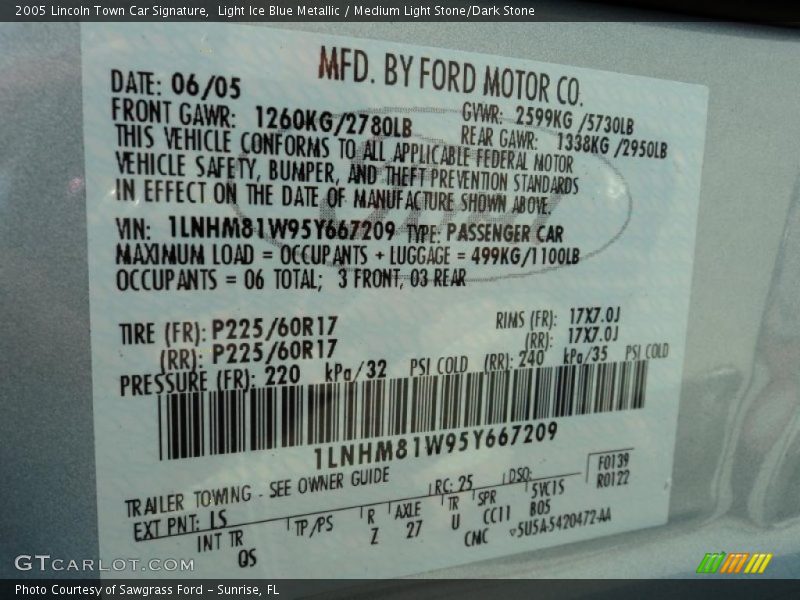 2005 Lincoln Town Car Signature,  Light Ice Blue Metallic / Medium Light Stone/Dark Stone
MFD. BY FORD MOTOR CO.
DATE: 06/05
GVWR: 2599KG /5730LB
FRONT GAWR: 1260KG/2780LB
REAR GAWR: 1338KG /2950LB
THIS VEHICLE CONFORMS TO ALL APPLICABLE FEDERAL MOTOR
VEHICLE SAFETY, BUMPER, AND THEFT PREVENTION STANDARDS
IN EFFECT ON THE DATE OF MANUFACTURE SHOWN ABOVE.
VIN: 1LNHM81W95Y667209 TYPE: PASSENGER CAR
MAXIMUM LOAD = OCCUPANTS + LUGGAGE = 499KG/1100LB
OCCUPANTS = 06 TOTAL; 3 FRONT, 03 REAR
TIRE (FR): P225/60R17 RIMS (FR): 17X7.0J
(RR): P225/60R17 (RR): 17X7.0J
PRESSURE (FR): 220 kPa/32 PSI COLD (RR): 240 kPa/35 PSI COLD
1LNHM81W95Y667209
TRAILER TOWING - SEE OWNER GUIDE
RC: 25 DSO: F0139
R0122
EXT PNT: LS
INT TR TP/PS R AXLE TR SPR 5VC15
QS Z 27 U CC11 B05
CNC 5U5A-5420472-AA
GTCARLOT.COM
Photo Courtesy of Sawgrass Ford – Sunrise, FL